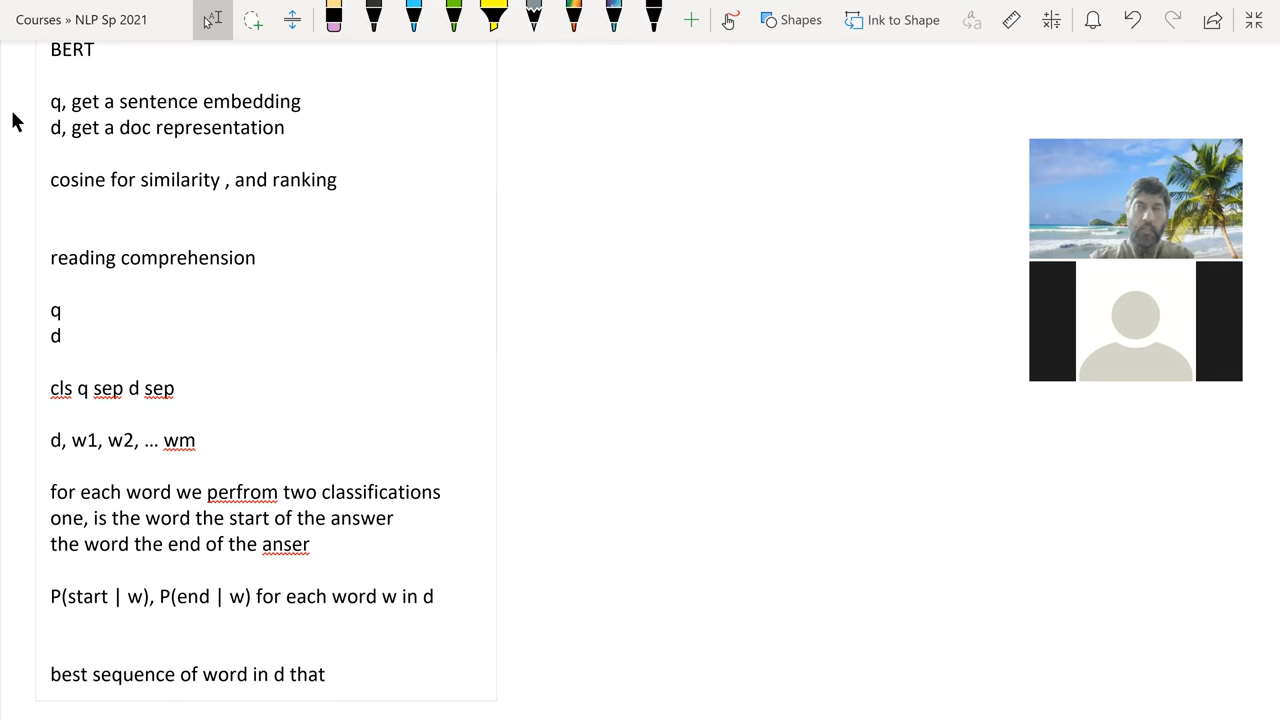 Courses » NLP Sp 2021
Shapes
Ink to Shape
BERT
q, get a sentence embedding
d, get a doc representation
cosine for similarity , and ranking
reading comprehension
q
d
cls q sep d sep
d, w1, w2, ... wm
for each word we perfrom two classifications
one, is the word the start of the answer
the word the end of the anser
P(start | w), P(end | w) for each word w in d
best sequence of word in d that